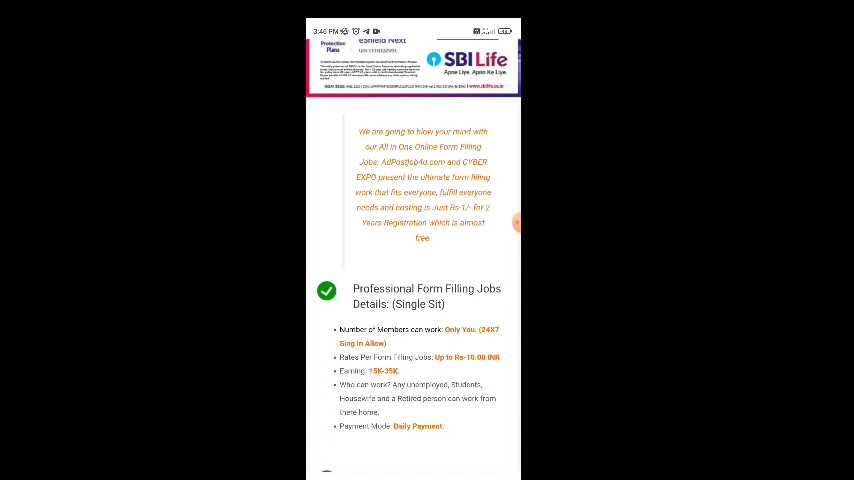 3:46 PM
Protection
Plans
eShield Next
SBI Life
Apne Liye. Apno Ke Liye.
www.sbilife.co.in
We are going to blow your mind with
our All in One Online Form Filling
Jobs. AdPostjob4u.com and CYBER
EXPO present the ultimate form filling
work that fits everyone, fulfill everyone
needs and costing is Just Rs-1/- for 2
Years Registration which is almost
free.
Professional Form Filling Jobs
Details: (Single Sit)
• Number of Members can work: Only You. (24X7
Sing In Allow)
• Rates Per Form Filling Jobs: Up to Rs-10.00 INR
• Earning: 15K-35K.
• Who can work? Any unemployed, Students,
Housewife and a Retired person can work from
there home.
• Payment Mode: Daily Payment.